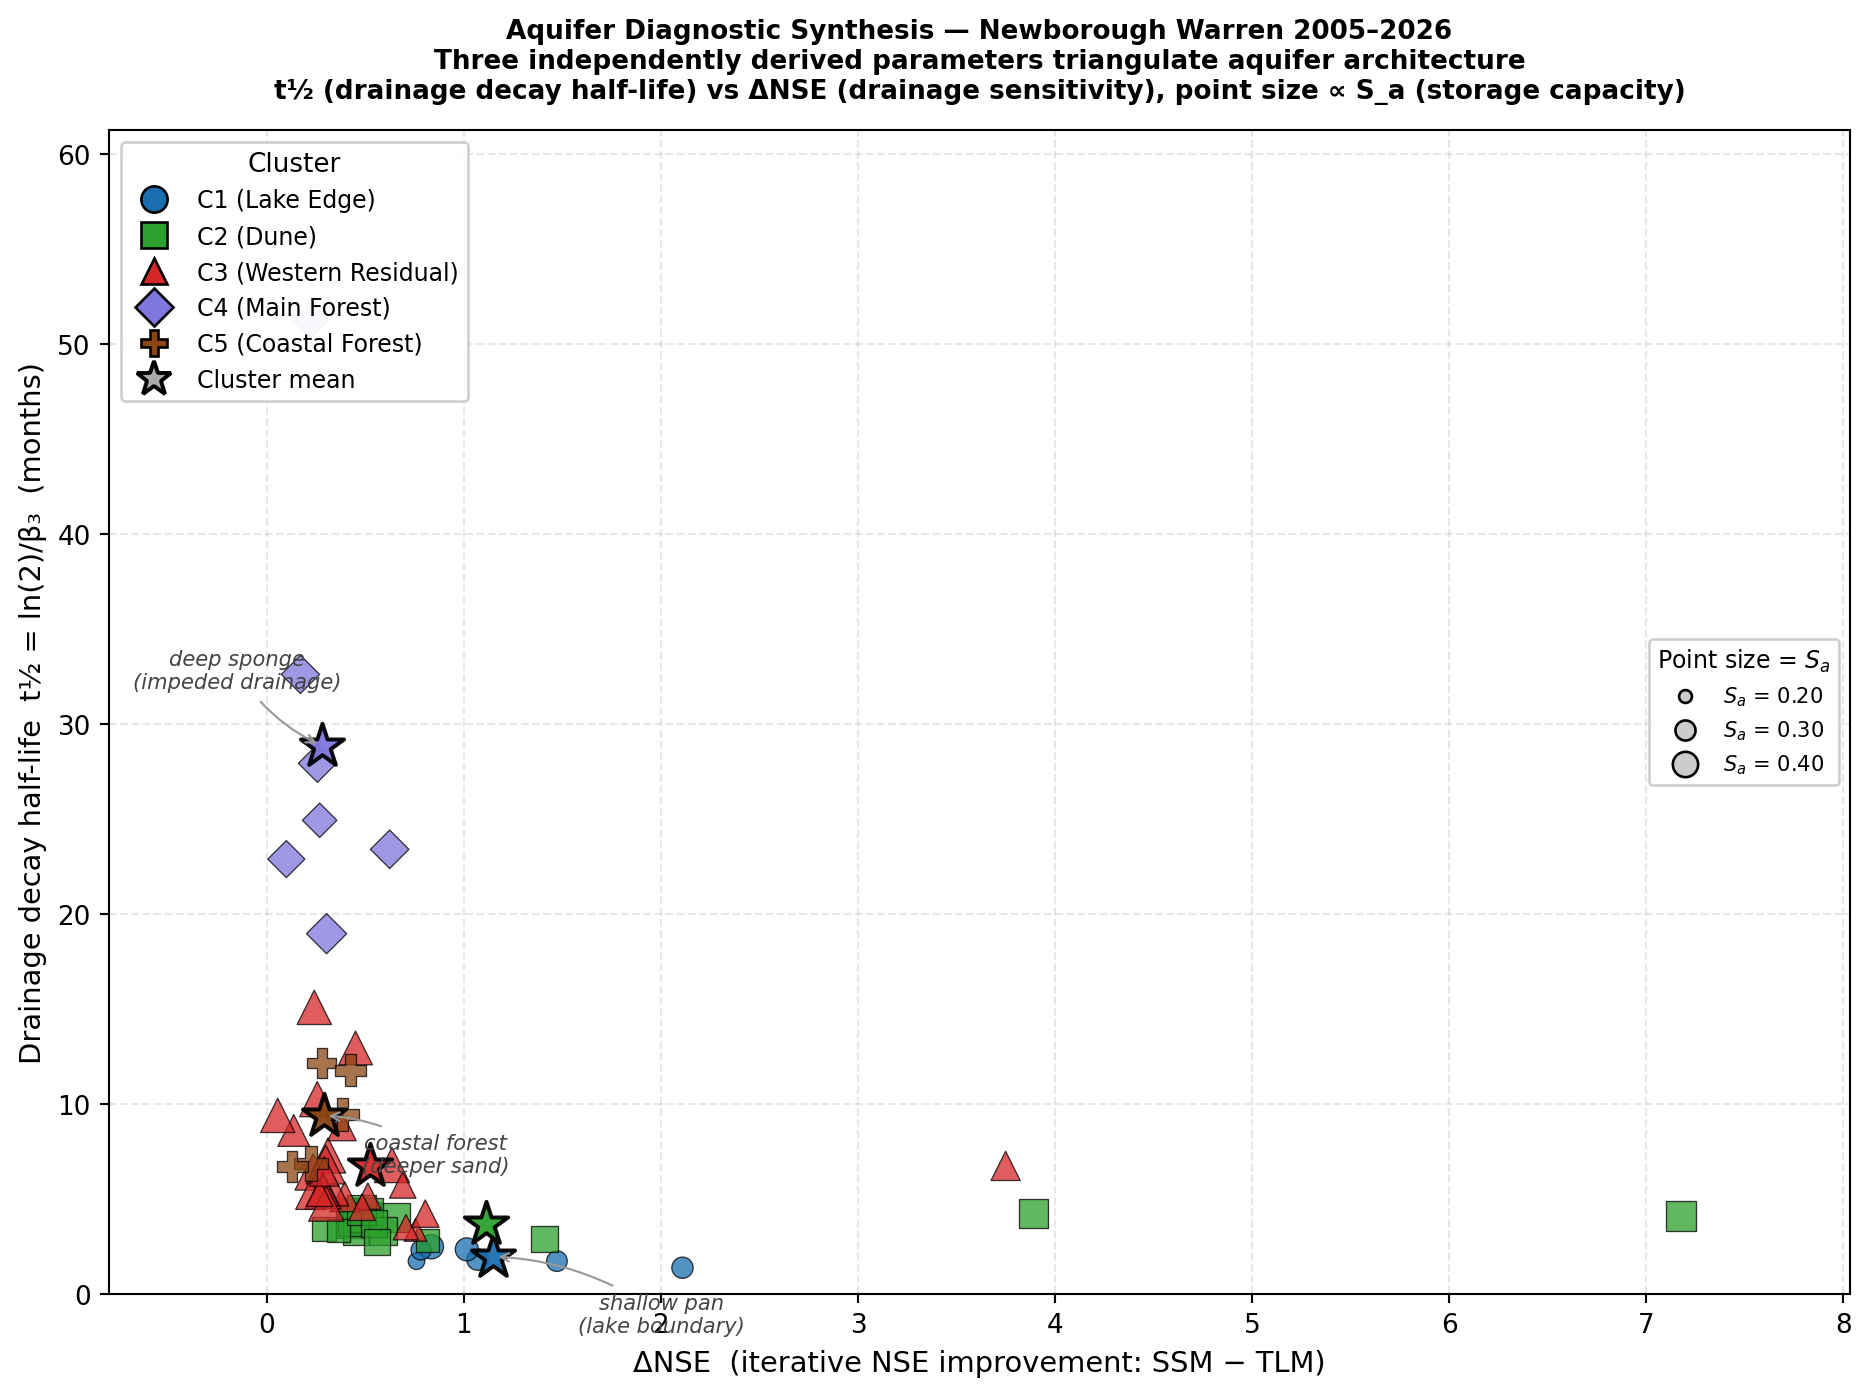 Aquifer Diagnostic Synthesis — Newborough Warren 2005–2026
Three independently derived parameters triangulate aquifer architecture
t½ (drainage decay half-life) vs ΔNSE (drainage sensitivity), point size ∝ S_a (storage capacity)
Drainage decay half-life  t½ = ln(2)/β₃  (months)
60
50
40
30
20
10
0
Cluster
C1 (Lake Edge)
C2 (Dune)
C3 (Western Residual)
C4 (Main Forest)
C5 (Coastal Forest)
Cluster mean
deep sponge
(impeded drainage)
Point size = Sₐ
Sₐ = 0.20
Sₐ = 0.30
Sₐ = 0.40
coastal forest
(deeper sand)
shallow pan
(lake boundary)
0 1 2 3 4 5 6 7 8
ΔNSE  (iterative NSE improvement: SSM − TLM)